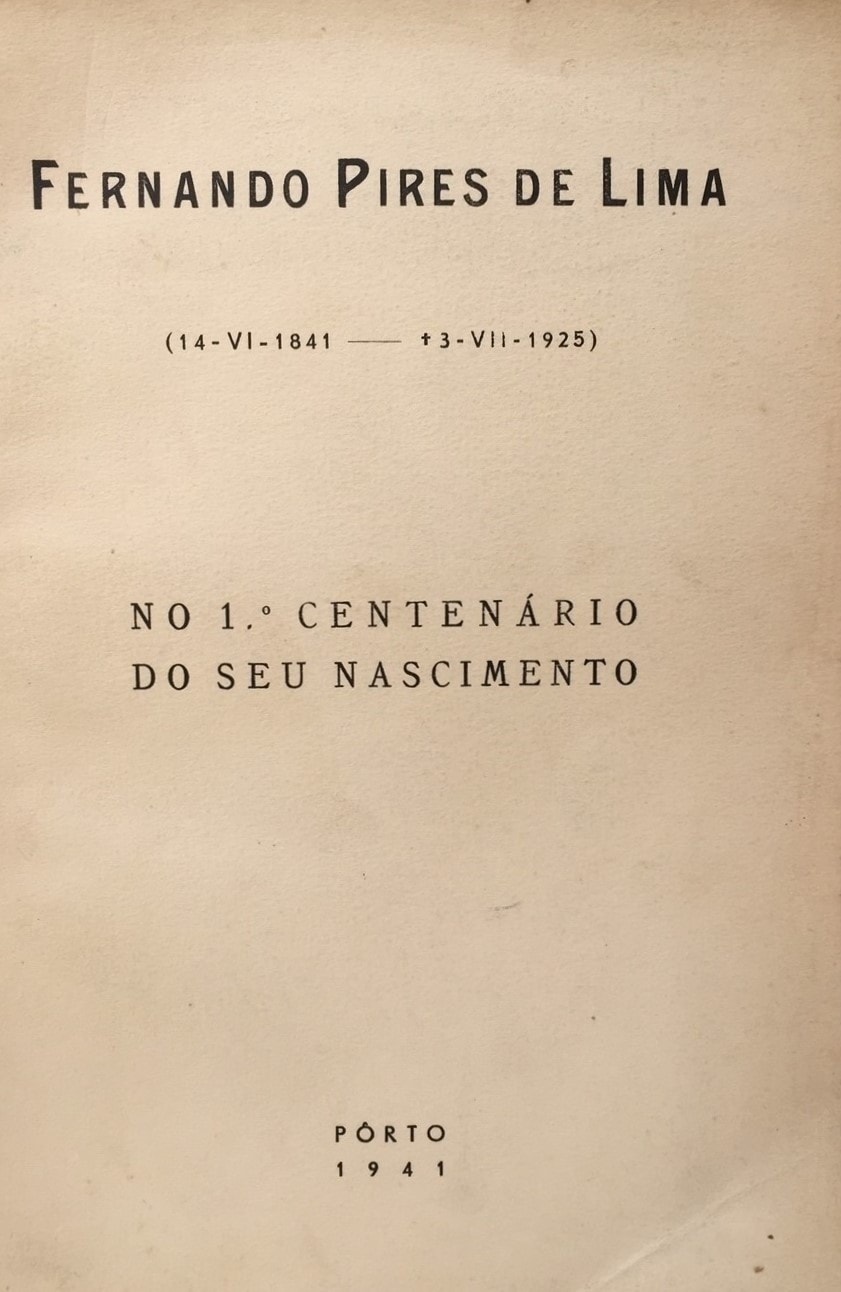 FERNANDO PIRES DE LIMA
(14-VI-1841 —— †3-VII-1925)
NO 1.º CENTENÁRIO
DO SEU NASCIMENTO
PÔRTO
1941